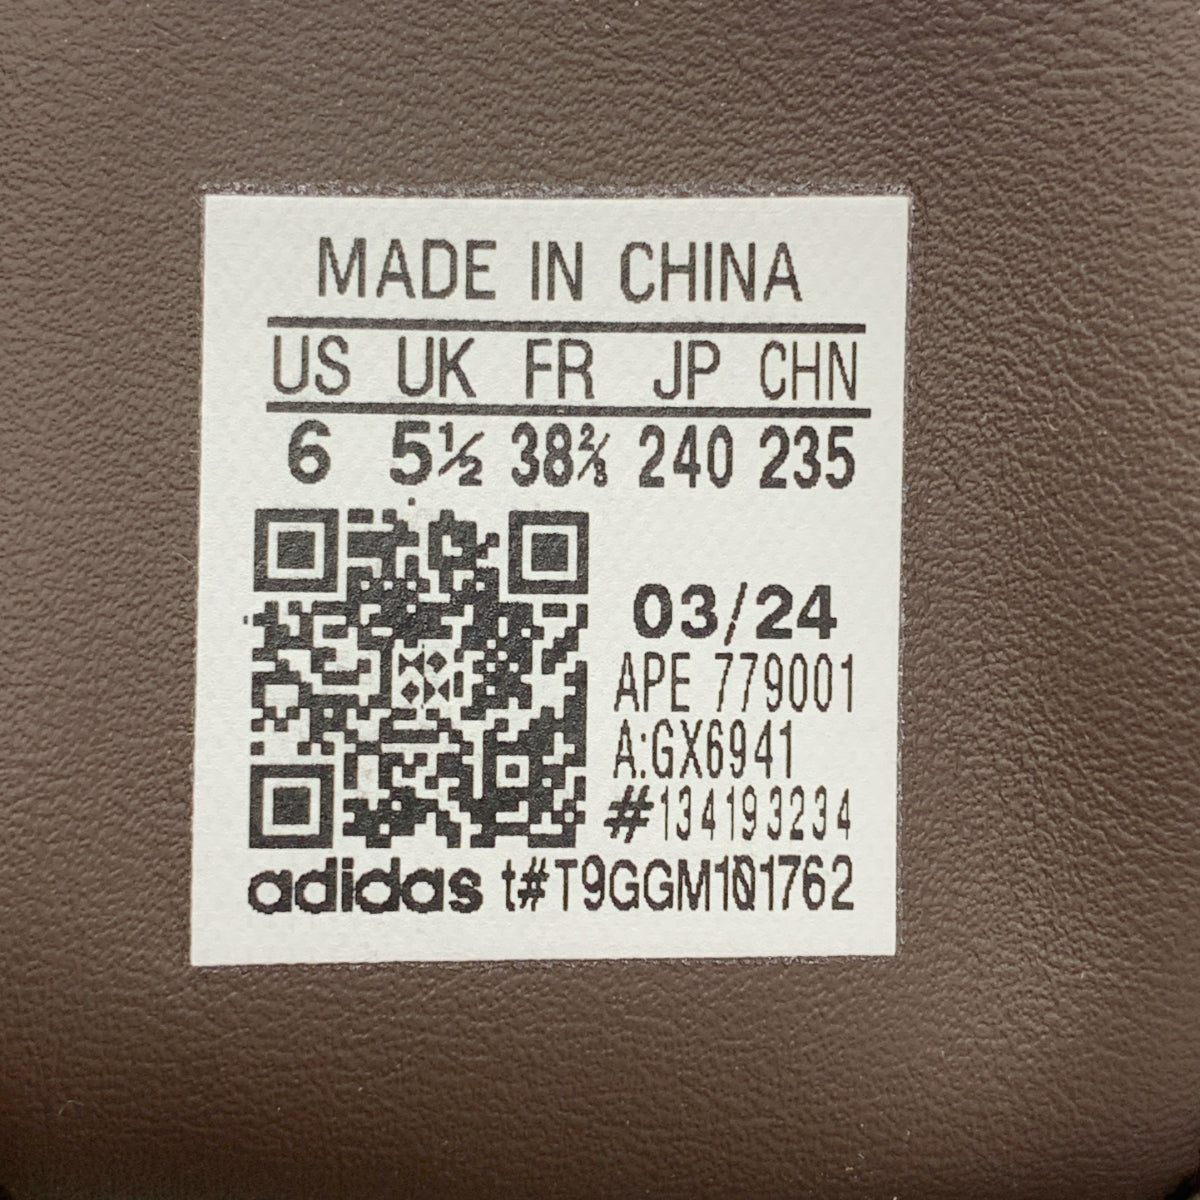 MADE IN CHINA
US UK FR JP CHN
6 5½ 38⅔ 240 235
03/24
APE 779001
A:GX6941
#134193234
adidas t#T9GGM101762